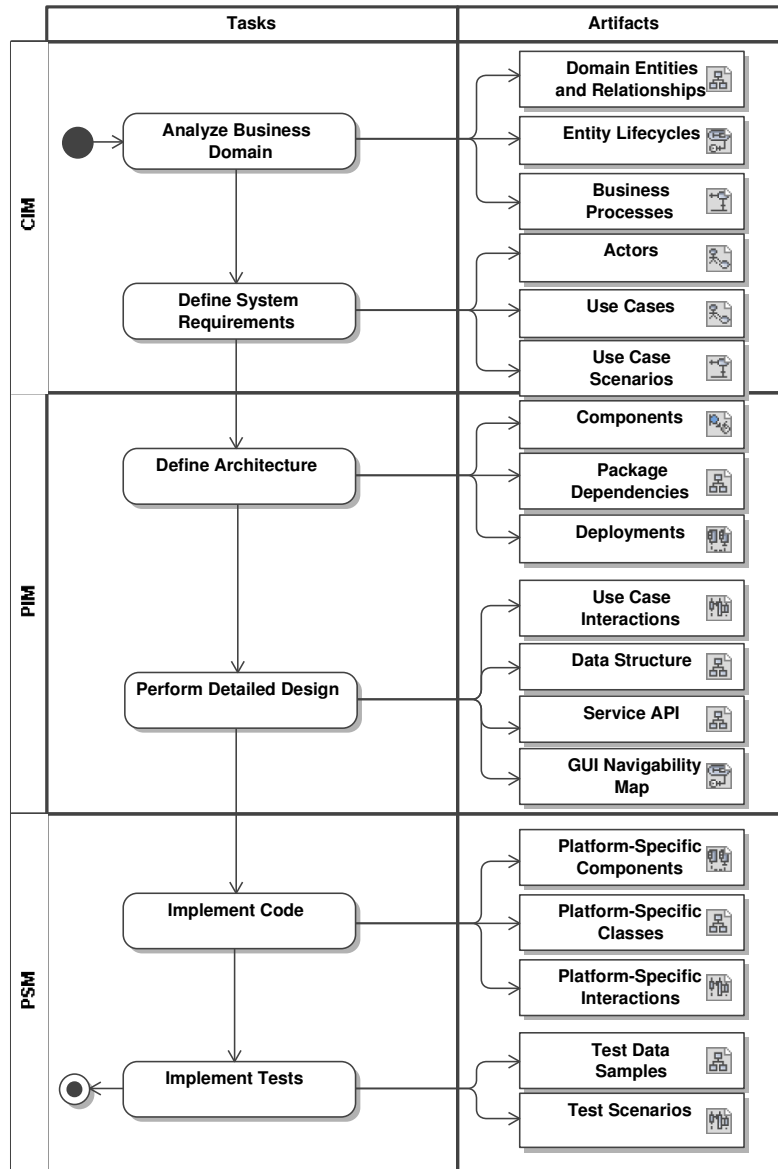 Tasks
Artifacts
CIM
Analyze Business
Domain
Domain Entities
and Relationships
Entity Lifecycles
Business
Processes
Define System
Requirements
Actors
Use Cases
Use Case
Scenarios
PIM
Define Architecture
Components
Package
Dependencies
Deployments
Perform Detailed Design
Use Case
Interactions
Data Structure
Service API
GUI Navigability
Map
PSM
Implement Code
Platform-Specific
Components
Platform-Specific
Classes
Platform-Specific
Interactions
Implement Tests
Test Data
Samples
Test Scenarios